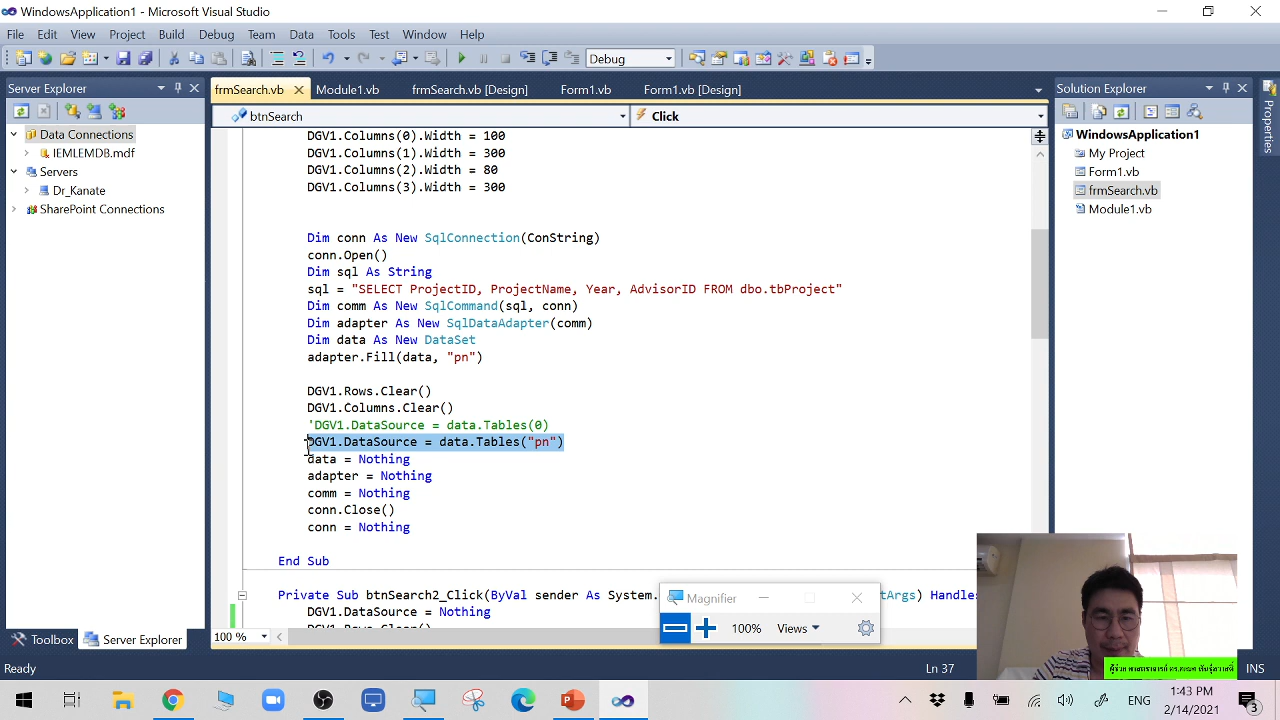 WindowsApplication1 - Microsoft Visual Studio
File Edit View Project Build Debug Team Data Tools Test Window Help
Debug
Server Explorer
Data Connections
IEMLEMDB.mdf
Servers
Dr_Kanate
SharePoint Connections
Toolbox Server Explorer
frmSearch.vb Module1.vb frmSearch.vb [Design] Form1.vb Form1.vb [Design]
btnSearch Click
DGV1.Columns(0).Width = 100
DGV1.Columns(1).Width = 300
DGV1.Columns(2).Width = 80
DGV1.Columns(3).Width = 300
Dim conn As New SqlConnection(ConString)
conn.Open()
Dim sql As String
sql = "SELECT ProjectID, ProjectName, Year, AdvisorID FROM dbo.tbProject"
Dim comm As New SqlCommand(sql, conn)
Dim adapter As New SqlDataAdapter(comm)
Dim data As New DataSet
adapter.Fill(data, "pn")
DGV1.Rows.Clear()
DGV1.Columns.Clear()
'DGV1.DataSource = data.Tables(0)
DGV1.DataSource = data.Tables("pn")
data = Nothing
adapter = Nothing
comm = Nothing
conn.Close()
conn = Nothing
End Sub
Private Sub btnSearch2_Click(ByVal sender As System. Args) Handles
DGV1.DataSource = Nothing
DGV1.Rows.Clear()
100 %
Magnifier
100% Views
Solution Explorer
WindowsApplication1
My Project
Form1.vb
frmSearch.vb
Module1.vb
Properties
Ready Ln 37 INS
ENG
1:43 PM
2/14/2021
3